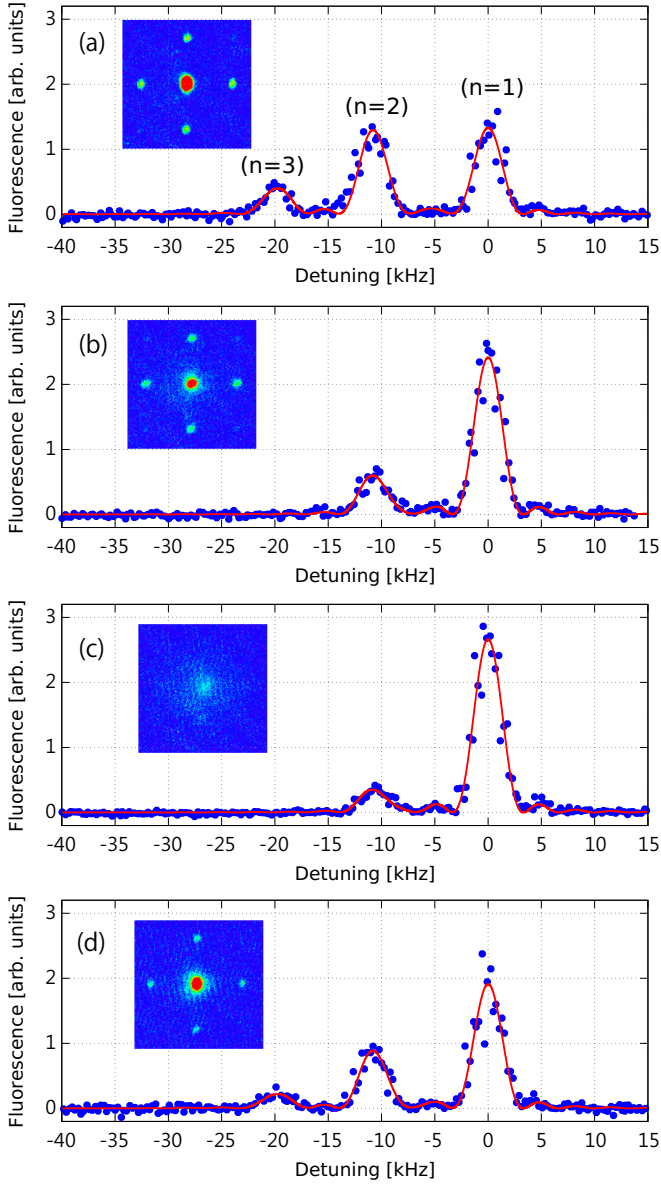 (a)
(n=3)
(n=2)
(n=1)
Fluorescence [arb. units]
3
2
1
0
-40 -35 -30 -25 -20 -15 -10 -5 0 5 10 15
Detuning [kHz]
(b)
Fluorescence [arb. units]
3
2
1
0
-40 -35 -30 -25 -20 -15 -10 -5 0 5 10 15
Detuning [kHz]
(c)
Fluorescence [arb. units]
3
2
1
0
-40 -35 -30 -25 -20 -15 -10 -5 0 5 10 15
Detuning [kHz]
(d)
Fluorescence [arb. units]
3
2
1
0
-40 -35 -30 -25 -20 -15 -10 -5 0 5 10 15
Detuning [kHz]